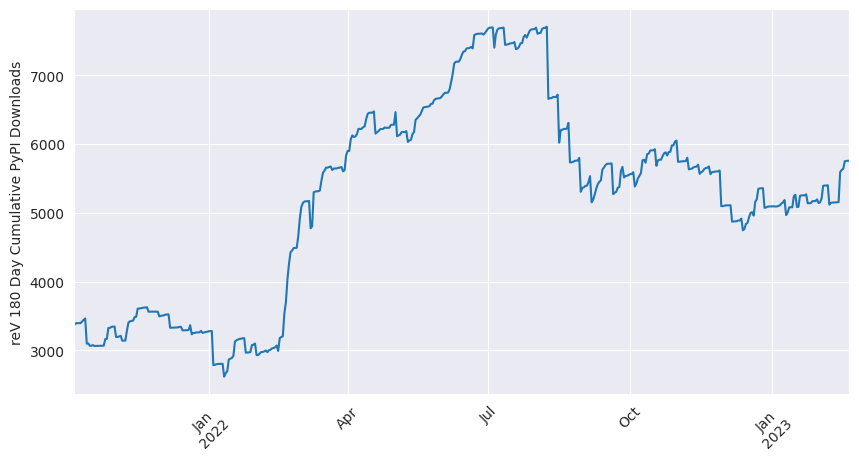 reV 180 Day Cumulative PyPI Downloads
7000
6000
5000
4000
3000
Jan
2022
Apr
Jul
Oct
Jan
2023